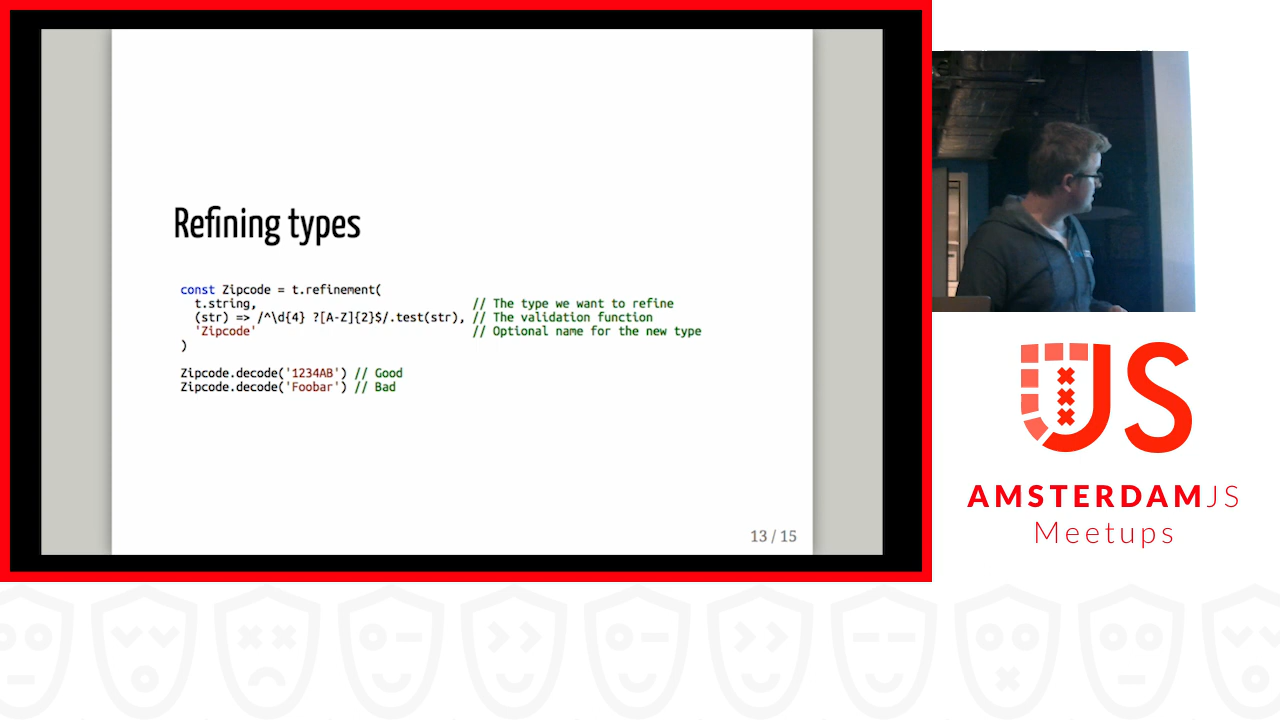 Refining types
const Zipcode = t.refinement(
  t.string,                               // The type we want to refine
  (str) => /^\d{4} ?[A-Z]{2}$/.test(str), // The validation function
  'Zipcode'                               // Optional name for the new type
)
Zipcode.decode('1234AB') // Good
Zipcode.decode('Foobar') // Bad
13 / 15
JS
AMSTERDAMJS
Meetups